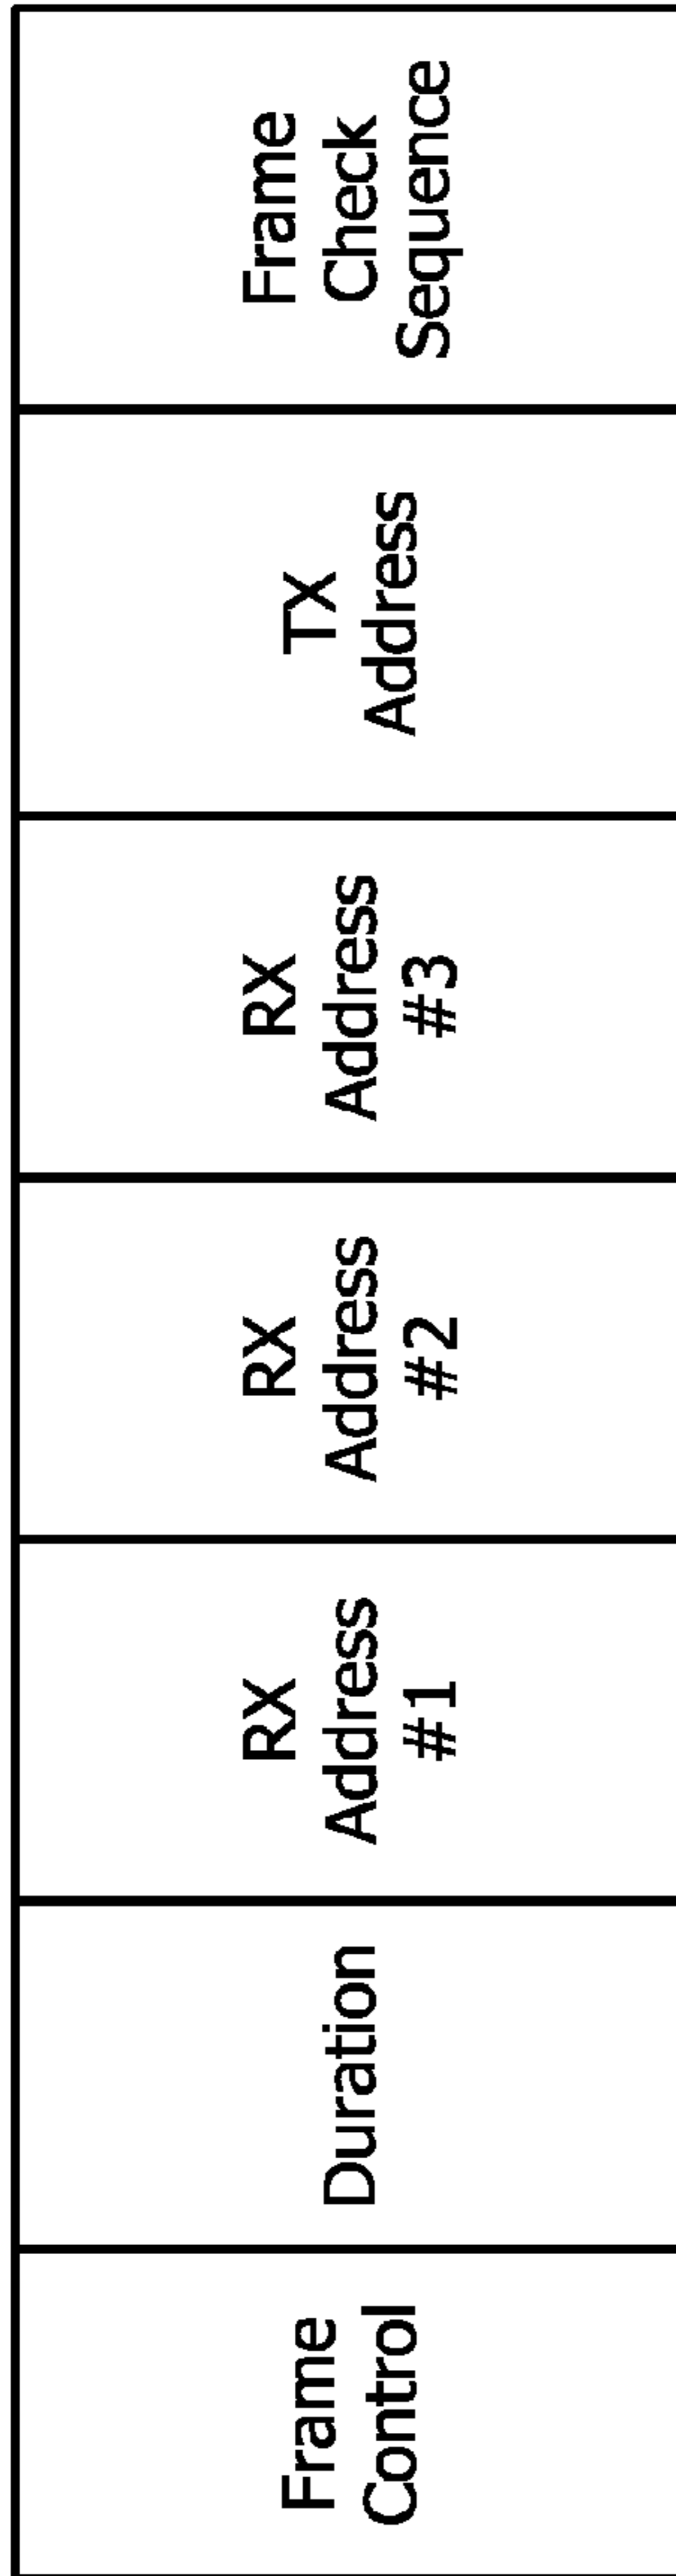 Frame
Control
Duration
RX
Address
#1
RX
Address
#2
RX
Address
#3
TX
Address
Frame
Check
Sequence